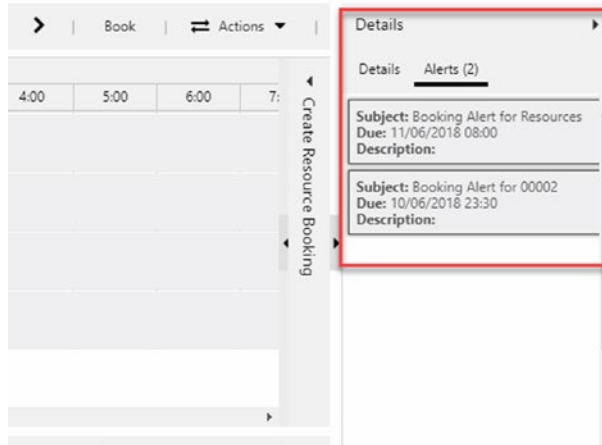 Book
Actions
Details
Details Alerts (2)
4:00 5:00 6:00 7:
Create Resource Booking
Subject: Booking Alert for Resources
Due: 11/06/2018 08:00
Description:
Subject: Booking Alert for 00002
Due: 10/06/2018 23:30
Description: